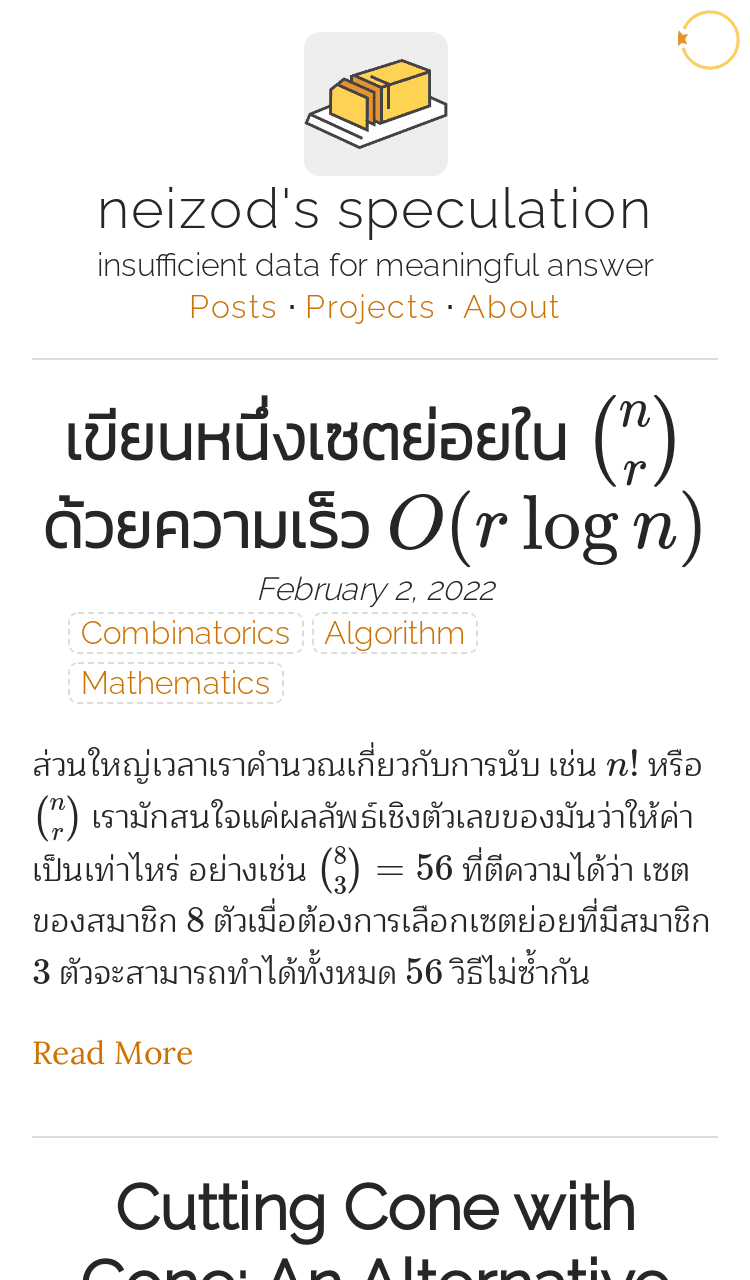 neizod's speculation
insufficient data for meaningful answer
Posts · Projects · About
เขียนหนึ่งเซตย่อยใน (n r)
ด้วยความเร็ว O(r log n)
February 2, 2022
Combinatorics Algorithm
Mathematics
ส่วนใหญ่เวลาเราคำนวณเกี่ยวกับการนับ เช่น n! หรือ
(n r) เรามักสนใจแค่ผลลัพธ์เชิงตัวเลขของมันว่าให้ค่า
เป็นเท่าไหร่ อย่างเช่น (8 3) = 56 ที่ตีความได้ว่า เซต
ของสมาชิก 8 ตัวเมื่อต้องการเลือกเซตย่อยที่มีสมาชิก
3 ตัวจะสามารถทำได้ทั้งหมด 56 วิธีไม่ซ้ำกัน
Read More
Cutting Cone with
Cone: An Alternative